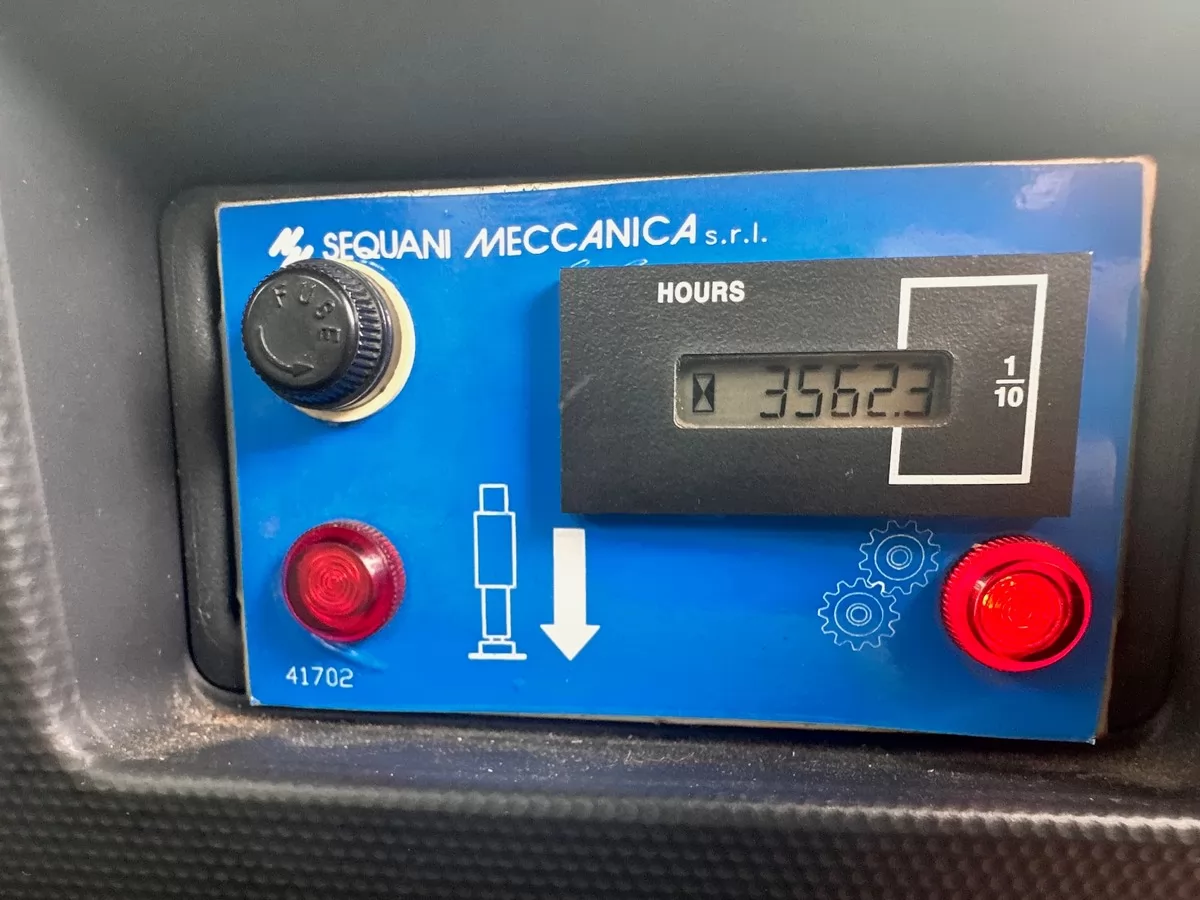 SEQUANI MECCANICA s.r.l.
FUSE
HOURS
3562.3
1/10
41702